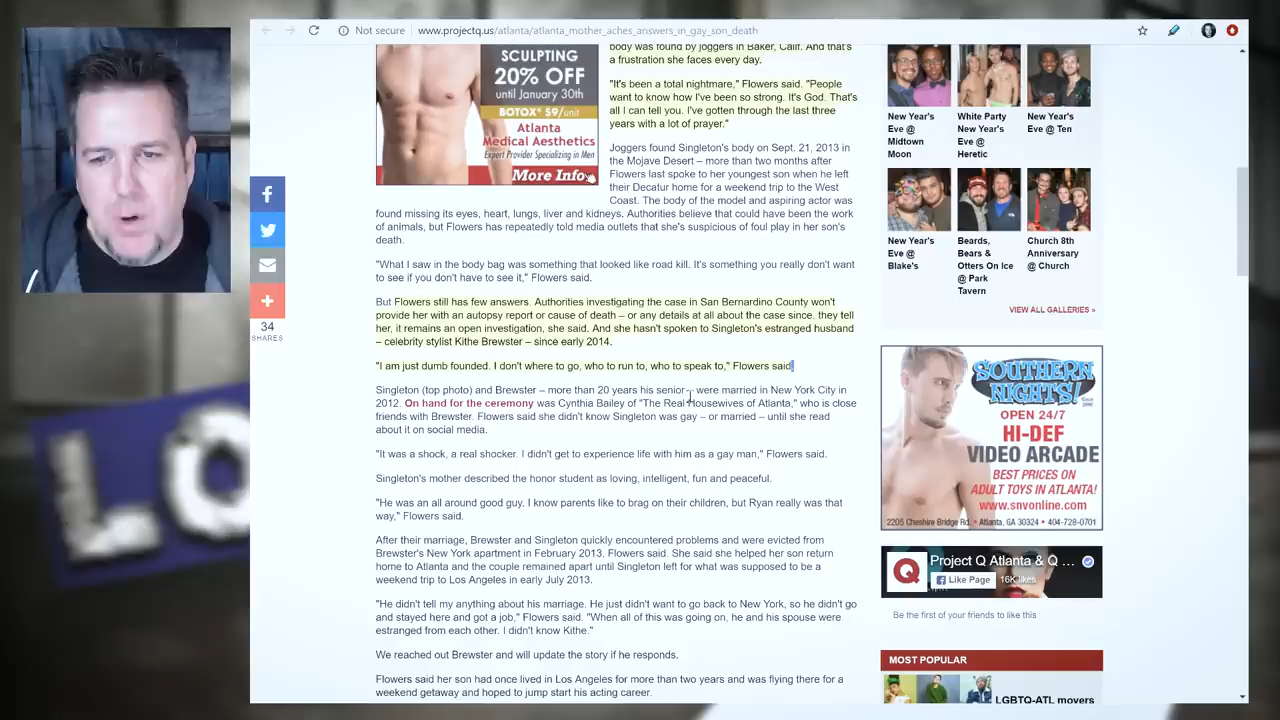 Not secure
www.projectq.us/atlanta/atlanta_mother_aches_answers_in_gay_son_death
SCULPTING
20% OFF
until January 30th
BOTOX® $9/unit
Atlanta
Medical Aesthetics
Expert Provider Specializing in Men
More Info
body was found by joggers in Baker, Calif. And that's
a frustration she faces every day.
"It's been a total nightmare," Flowers said. "People
want to know how I've been so strong. It's God. That's
all I can tell you. I've gotten through the last three
years with a lot of prayer."
Joggers found Singleton's body on Sept. 21, 2013 in
the Mojave Desert – more than two months after
Flowers last spoke to her youngest son when he left
their Decatur home for a weekend trip to the West
Coast. The body of the model and aspiring actor was
found missing its eyes, heart, lungs, liver and kidneys. Authorities believe that could have been the work
of animals, but Flowers has repeatedly told media outlets that she's suspicious of foul play in her son's
death.
"What I saw in the body bag was something that looked like road kill. It's something you really don't want
to see if you don't have to see it," Flowers said.
But Flowers still has few answers. Authorities investigating the case in San Bernardino County won't
provide her with an autopsy report or cause of death – or any details at all about the case since, they tell
her, it remains an open investigation, she said. And she hasn't spoken to Singleton's estranged husband
– celebrity stylist Kithe Brewster – since early 2014.
"I am just dumb founded. I don't where to go, who to run to, who to speak to," Flowers said.
Singleton (top photo) and Brewster – more than 20 years his senior – were married in New York City in
2012. On hand for the ceremony was Cynthia Bailey of "The Real Housewives of Atlanta," who is close
friends with Brewster. Flowers said she didn't know Singleton was gay – or married – until she read
about it on social media.
"It was a shock, a real shocker. I didn't get to experience life with him as a gay man," Flowers said.
Singleton's mother described the honor student as loving, intelligent, fun and peaceful.
"He was an all around good guy. I know parents like to brag on their children, but Ryan really was that
way," Flowers said.
After their marriage, Brewster and Singleton quickly encountered problems and were evicted from
Brewster's New York apartment in February 2013, Flowers said. She said she helped her son return
home to Atlanta and the couple remained apart until Singleton left for what was supposed to be a
weekend trip to Los Angeles in early July 2013.
"He didn't tell my anything about his marriage. He just didn't want to go back to New York, so he didn't go
and stayed here and got a job," Flowers said. "When all of this was going on, he and his spouse were
estranged from each other. I didn't know Kithe."
We reached out Brewster and will update the story if he responds.
Flowers said her son had once lived in Los Angeles for more than two years and was flying there for a
weekend getaway and hoped to jump start his acting career.
34
SHARES
New Year's
Eve @
Midtown
Moon
White Party
New Year's
Eve @
Heretic
New Year's
Eve @ Ten
New Year's
Eve @
Blake's
Beards,
Bears &
Otters On Ice
@ Park
Tavern
Church 8th
Anniversary
@ Church
VIEW ALL GALLERIES »
SOUTHERN
NIGHTS!
OPEN 24/7
HI-DEF
VIDEO ARCADE
BEST PRICES ON
ADULT TOYS IN ATLANTA!
www.snvonline.com
2205 Cheshire Bridge Rd. • Atlanta, GA 30324 • 404-728-0701
Project Q Atlanta & Q ...
Like Page
16K likes
Be the first of your friends to like this
MOST POPULAR
LGBTQ-ATL movers